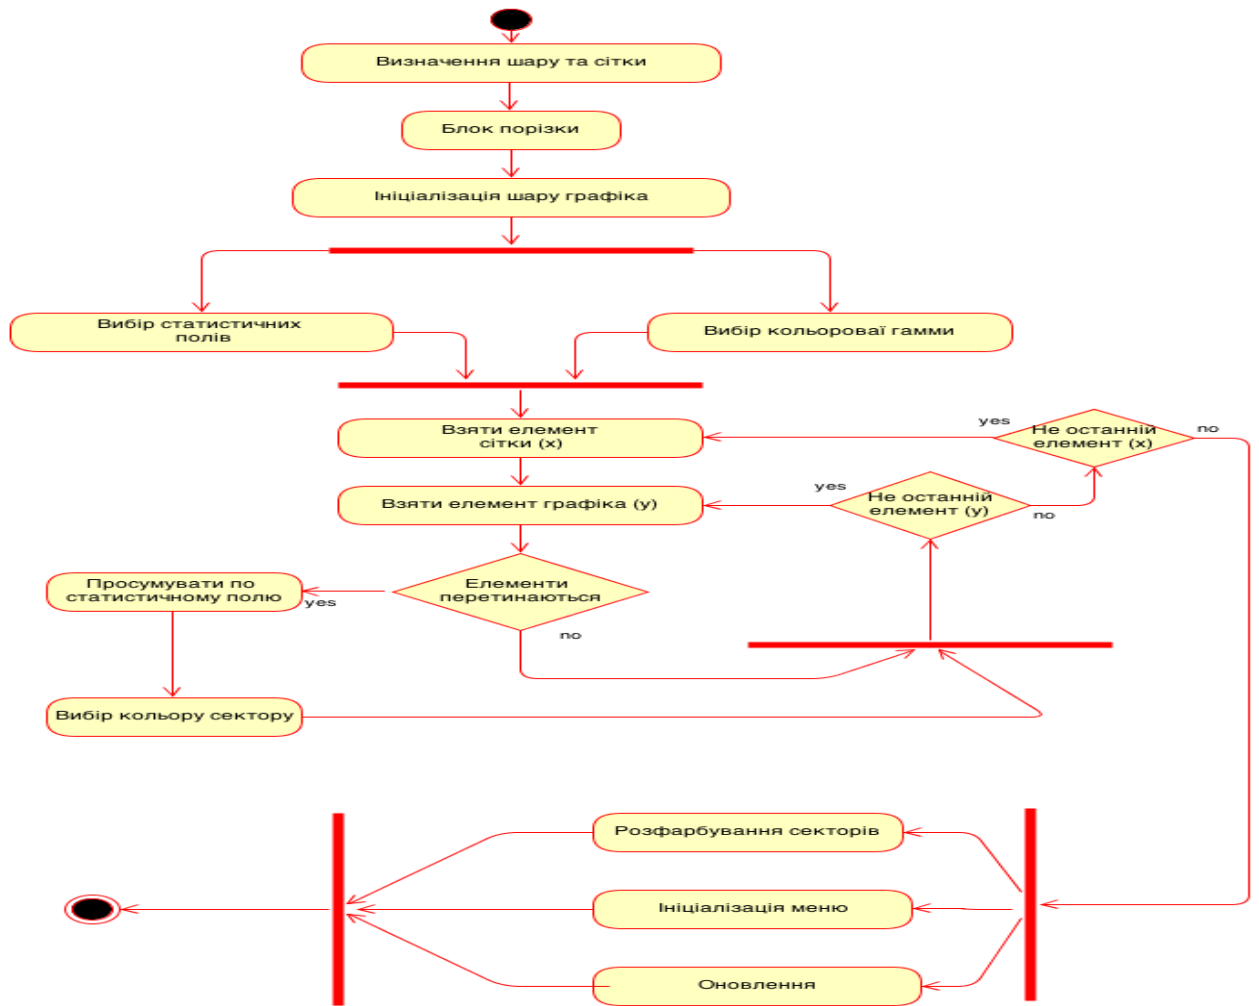 Визначення шару та сітки
Блок порізки
Ініціалізація шару графіка
Вибір статистичних
полів
Вибір кольороваї гамми
Взяти елемент
сітки (x)
yes
Не останній
елемент (x)
no
Взяти елемент графіка (y)
yes
Не останній
елемент (y)
no
Просумувати по
статистичному полю
yes
Елементи
перетинаються
no
Вибір кольору сектору
Розфарбування секторів
Ініціалізація меню
Оновлення